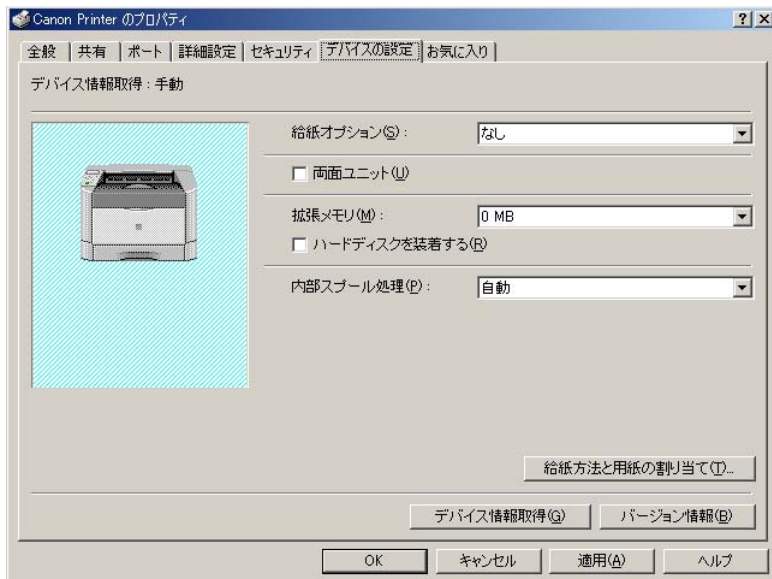 Canon Printer のプロパティ
全般 共有 ポート 詳細設定 セキュリティ デバイスの設定 お気に入り
デバイス情報取得：手動
給紙オプション(S)： なし
両面ユニット(U)
拡張メモリ(M)： 0 MB
ハードディスクを装着する(R)
内部スプール処理(P)： 自動
給紙方法と用紙の割り当て(T)...
デバイス情報取得(G) バージョン情報(B)
OK キャンセル 適用(A) ヘルプ